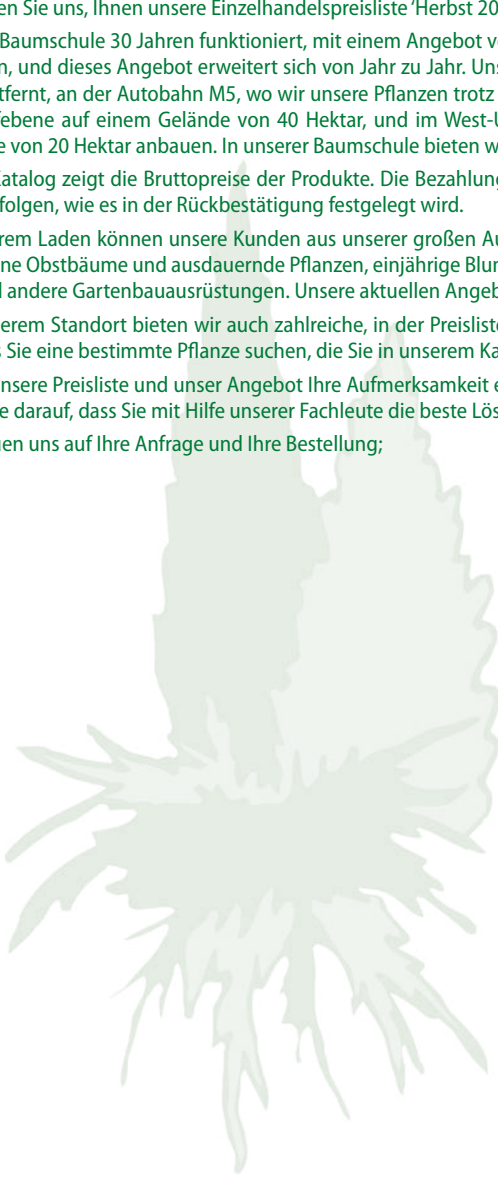 en Sie uns, Ihnen unsere Einzelhandelspreisliste ‘Herbst 20
Baumschule 30 Jahren funktioniert, mit einem Angebot v
n, und dieses Angebot erweitert sich von Jahr zu Jahr. Uns
tfernt, an der Autobahn M5, wo wir unsere Pflanzen trotz
febene auf einem Gelände von 40 Hektar, und im West-U
e von 20 Hektar anbauen. In unserer Baumschule bieten w
Katalog zeigt die Bruttopreise der Produkte. Die Bezahlung
folgen, wie es in der Rückbestätigung festgelegt wird.
rem Laden können unsere Kunden aus unserer großen Au
ne Obstbäume und ausdauernde Pflanzen, einjährige Blum
d andere Gartenbauausrüstungen. Unsere aktuellen Angeb
serem Standort bieten wir auch zahlreiche, in der Preisliste
s Sie eine bestimmte Pflanze suchen, die Sie in unserem Ka
unsere Preisliste und unser Angebot Ihre Aufmerksamkeit e
ie darauf, dass Sie mit Hilfe unserer Fachleute die beste Lös
uen uns auf Ihre Anfrage und Ihre Bestellung;